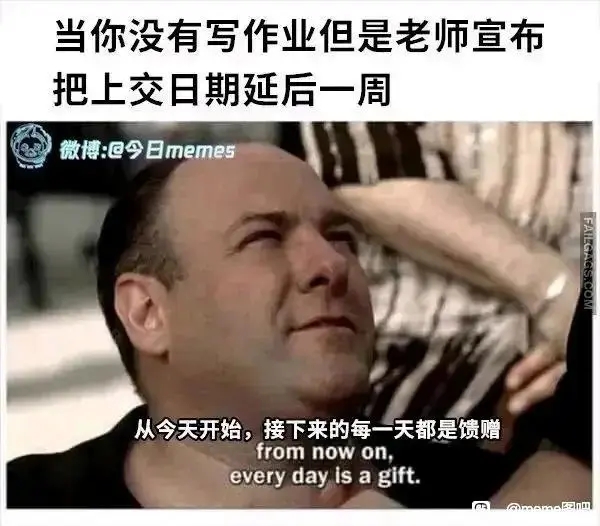 当你没有写作业但是老师宣布
把上交日期延后一周
微博:@今日memes
FAILGAGS.COM
从今天开始，接下来的每一天都是馈赠
from now on,
every day is a gift.
@meme图吧